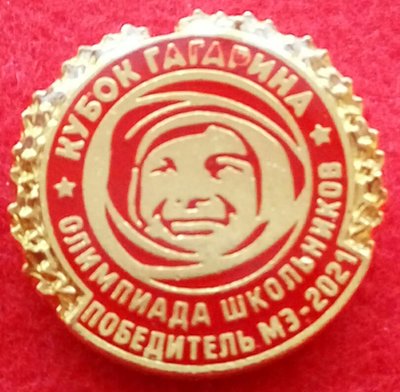 КУБОК ГАГАРИНА
ОЛИМПИАДА ШКОЛЬНИКОВ
ПОБЕДИТЕЛЬ МЭ-2021